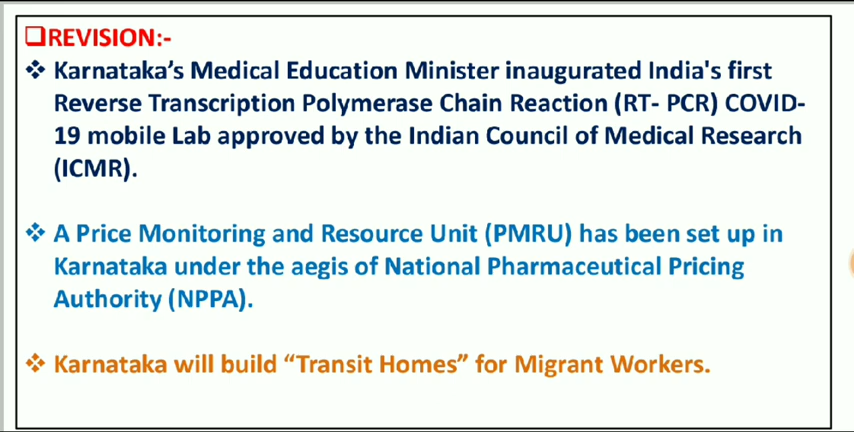 ❑REVISION:-
❖ Karnataka's Medical Education Minister inaugurated India's first
Reverse Transcription Polymerase Chain Reaction (RT- PCR) COVID-
19 mobile Lab approved by the Indian Council of Medical Research
(ICMR).
❖ A Price Monitoring and Resource Unit (PMRU) has been set up in
Karnataka under the aegis of National Pharmaceutical Pricing
Authority (NPPA).
❖ Karnataka will build “Transit Homes” for Migrant Workers.